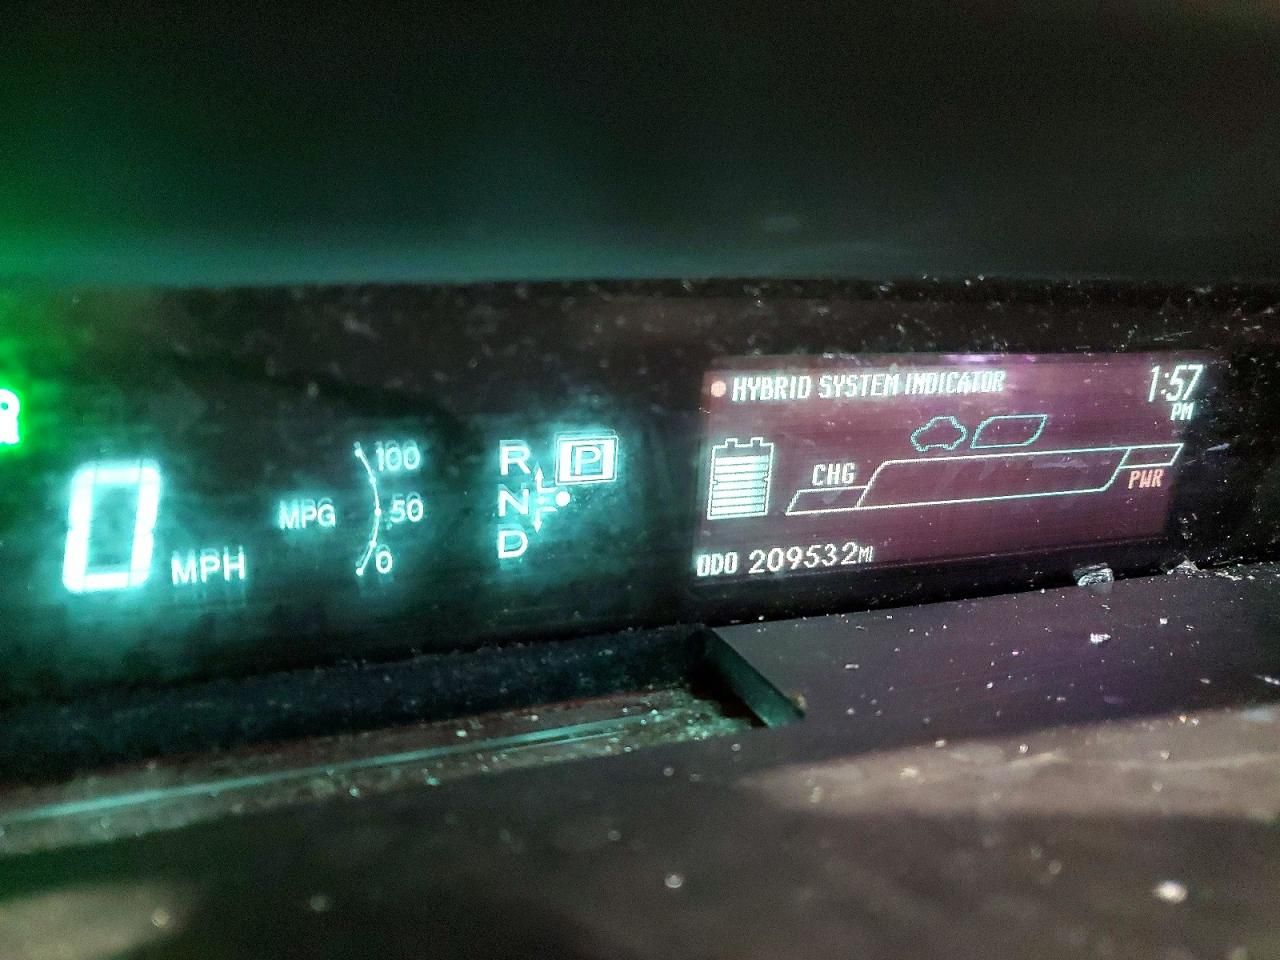 0 MPH
MPG
100
50
0
R
P
N
D
HYBRID SYSTEM INDICATOR
1:57
PM
CHG
PWR
ODO 209532MI